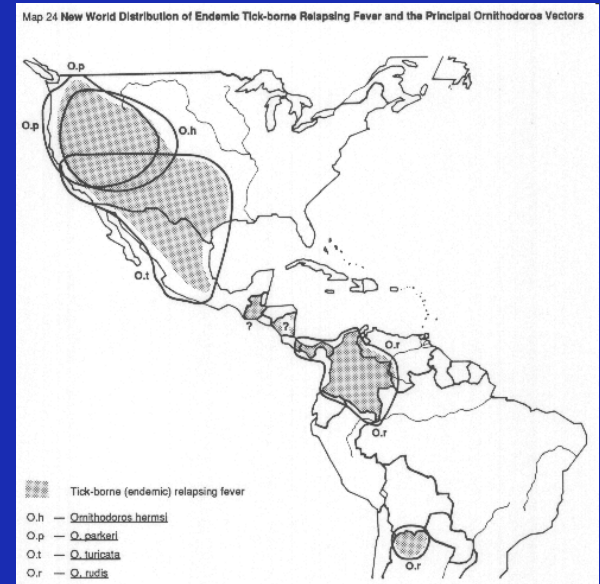 Map 24 New World Distribution of Endemic Tick-borne Relapsing Fever and the Principal Ornithodoros Vectors
O.p
O.p
O.h
O.t
?
?
O.r
O.r
O.r
Tick-borne (endemic) relapsing fever
O.h — Ornithodoros hermsi
O.p — O. parkeri
O.t — O. turicata
O.r — O. rudis